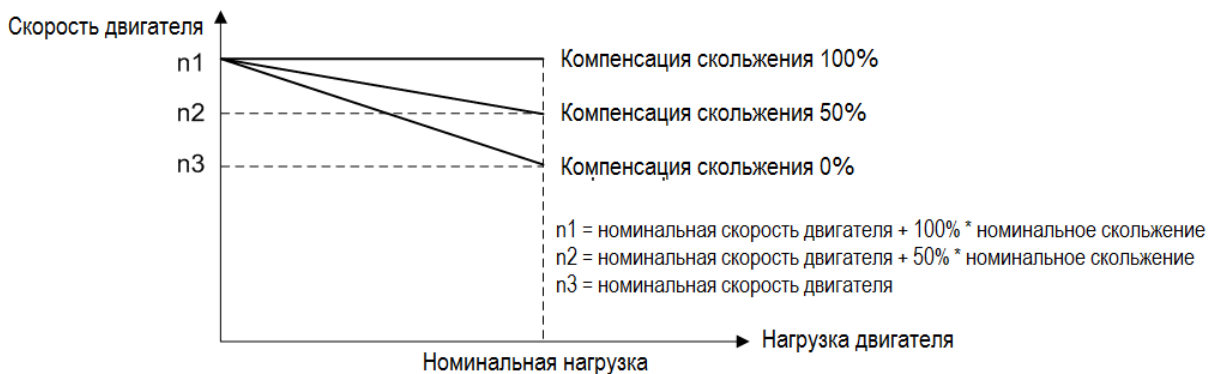 Скорость двигателя
n1
Компенсация скольжения 100%
n2
Компенсация скольжения 50%
n3
Компенсация скольжения 0%
n1 = номинальная скорость двигателя + 100% * номинальное скольжение
n2 = номинальная скорость двигателя + 50% * номинальное скольжение
n3 = номинальная скорость двигателя
Нагрузка двигателя
Номинальная нагрузка